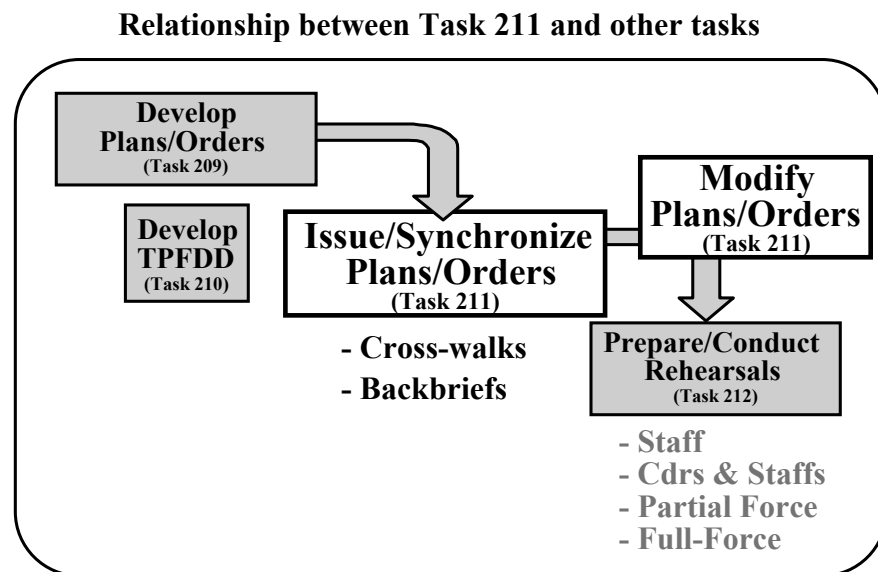 Relationship between Task 211 and other tasks
Develop
Plans/Orders
(Task 209)
Develop
TPFDD
(Task 210)
Issue/Synchronize
Plans/Orders
(Task 211)
- Cross-walks
- Backbriefs
Modify
Plans/Orders
(Task 211)
Prepare/Conduct
Rehearsals
(Task 212)
- Staff
- Cdrs & Staffs
- Partial Force
- Full-Force